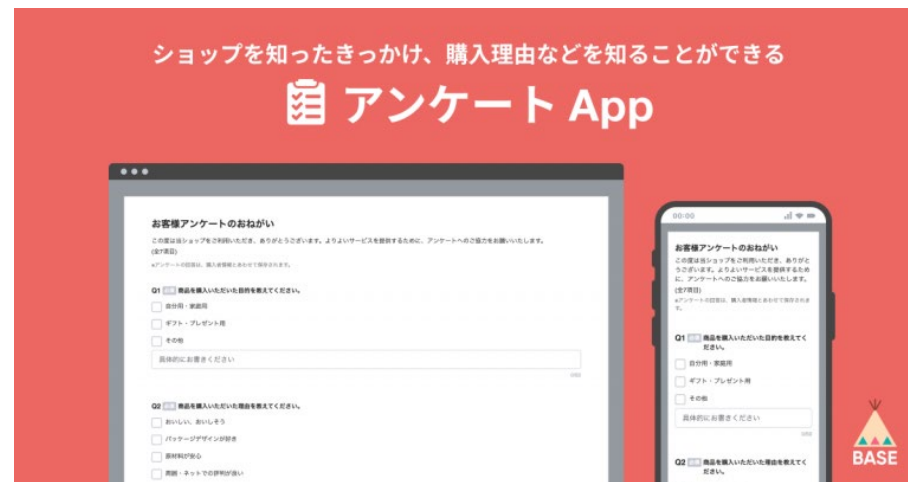 ショップを知ったきっかけ、購入理由などを知ることができる
アンケート App
お客様アンケートのおねがい
この度は当ショップをご利用いただき、ありがとうございます。よりよいサービスを提供するために、アンケートへのご協力をお願いいたします。
(全7項目)
※アンケートの回答は、購入者情報とあわせて保存されます。
Q1 必須 商品を購入いただいた目的を教えてください。
自分用・家庭用
ギフト・プレゼント用
その他
具体的にお書きください
Q2 必須 商品を購入いただいた理由を教えてください。
おいしい、おいしそう
パッケージデザインが好き
原材料が安心
周囲・ネットでの評判が良い
00:00
お客様アンケートのおねがい
この度は当ショップをご利用いただき、ありがと
うございます。よりよいサービスを提供するため
に、アンケートへのご協力をお願いいたします。
(全7項目)
※アンケートの回答は、購入者情報とあわせて保存されま
す。
Q1 必須 商品を購入いただいた目的を教えてく
ださい。
自分用・家庭用
ギフト・プレゼント用
その他
具体的にお書きください
Q2 必須 商品を購入いただいた理由を教えてく
ださい。
BASE